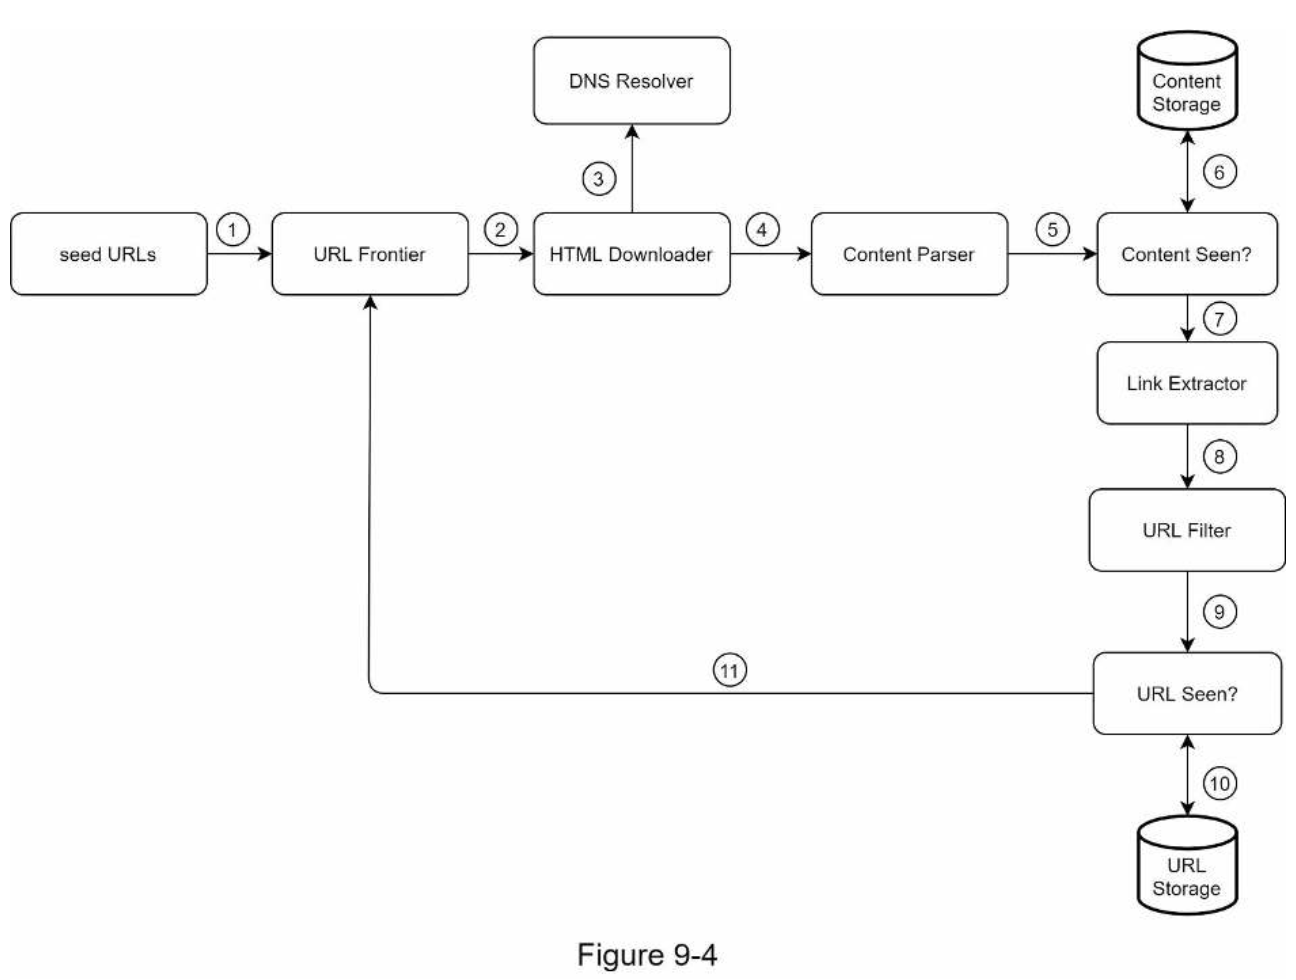 DNS Resolver
Content
Storage
3
6
seed URLs
1
URL Frontier
2
HTML Downloader
4
Content Parser
5
Content Seen?
7
Link Extractor
8
URL Filter
9
11
URL Seen?
10
URL
Storage
Figure 9-4